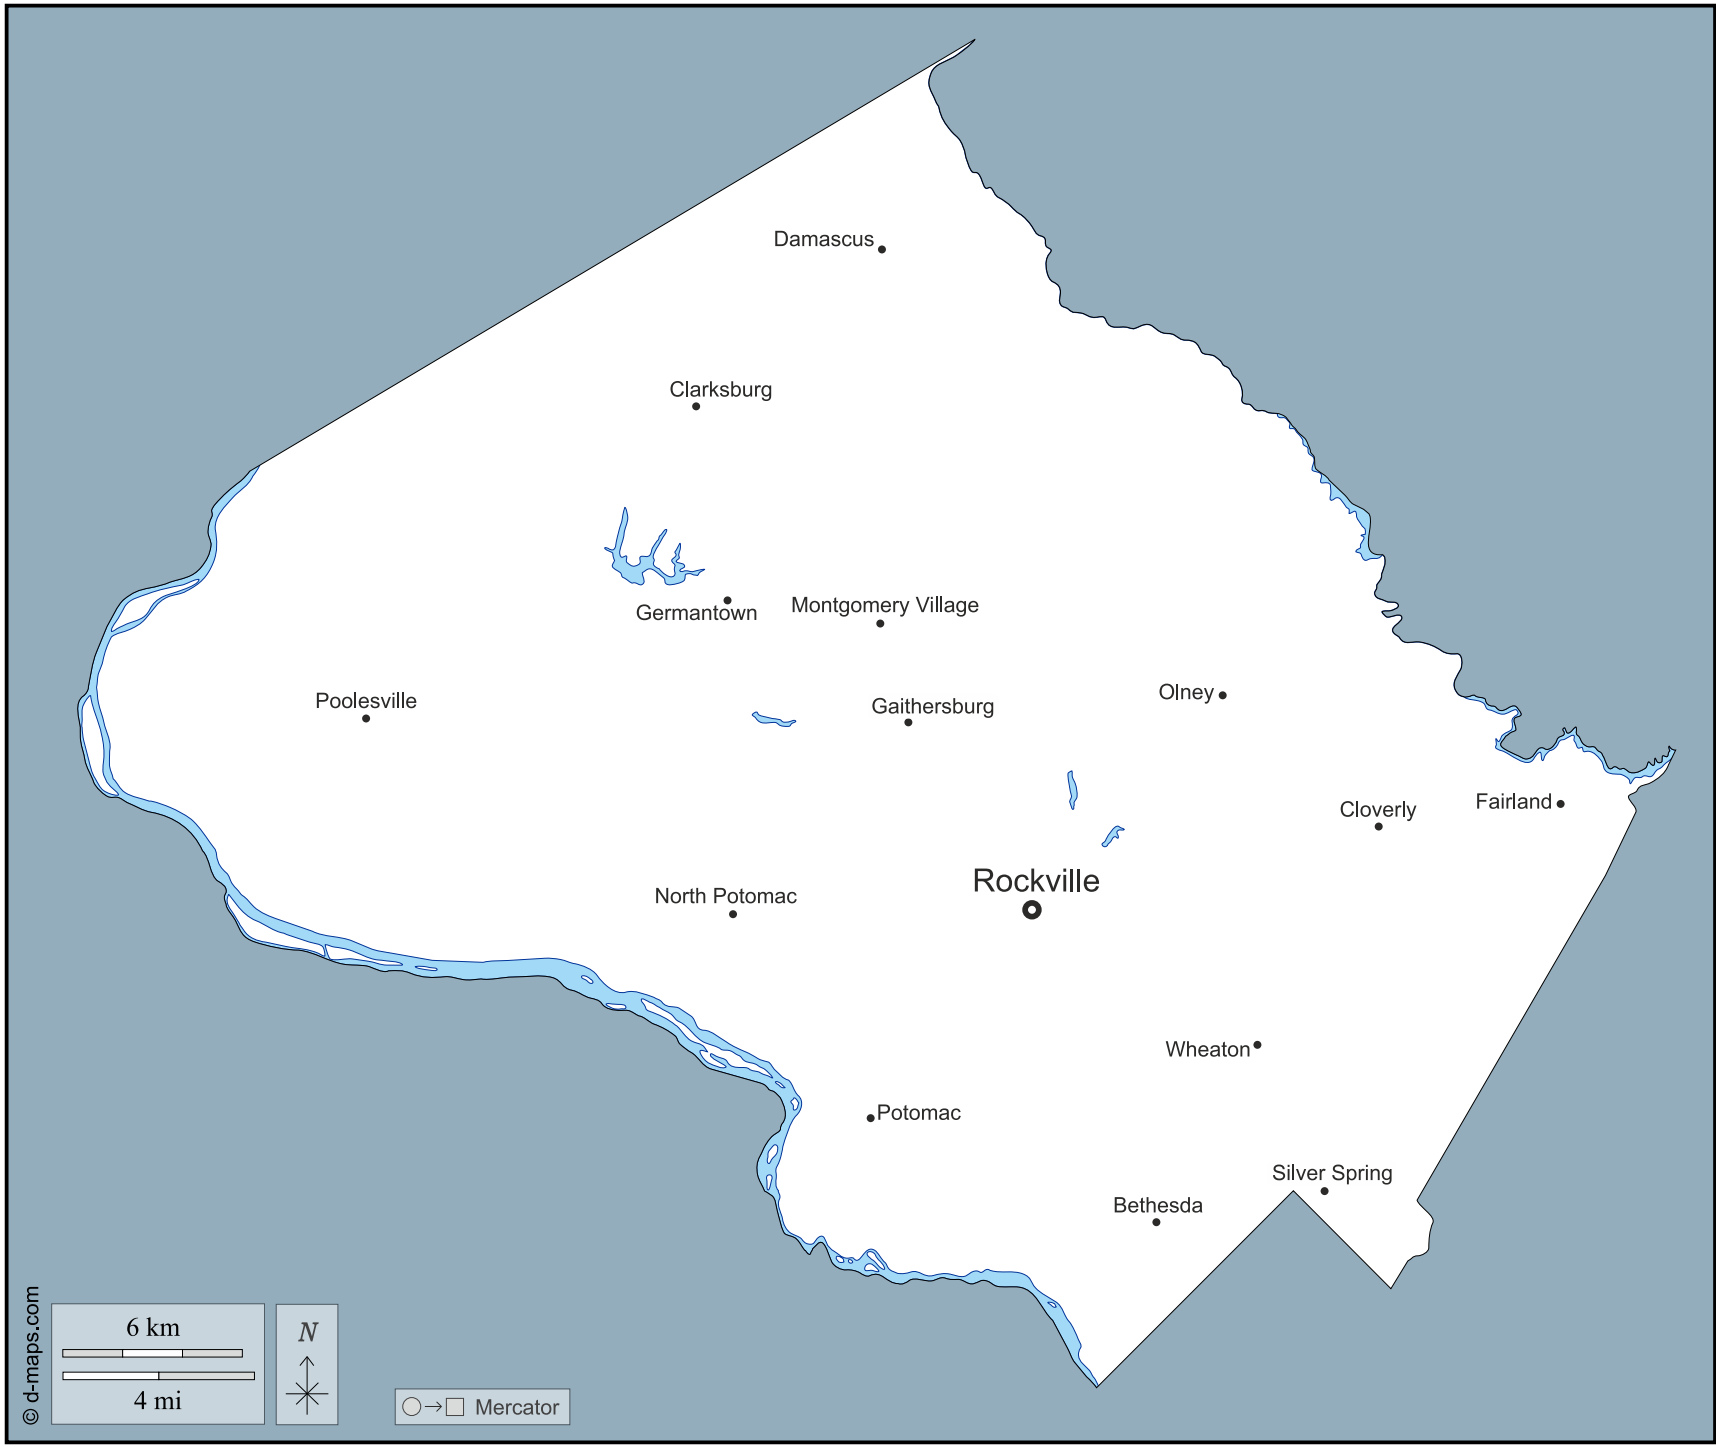 Damascus
Clarksburg
Germantown
Montgomery Village
Poolesville
Gaithersburg
Olney
Cloverly
Fairland
Rockville
North Potomac
Wheaton
Potomac
Silver Spring
Bethesda
© d-maps.com
6 km
4 mi
N
Mercator